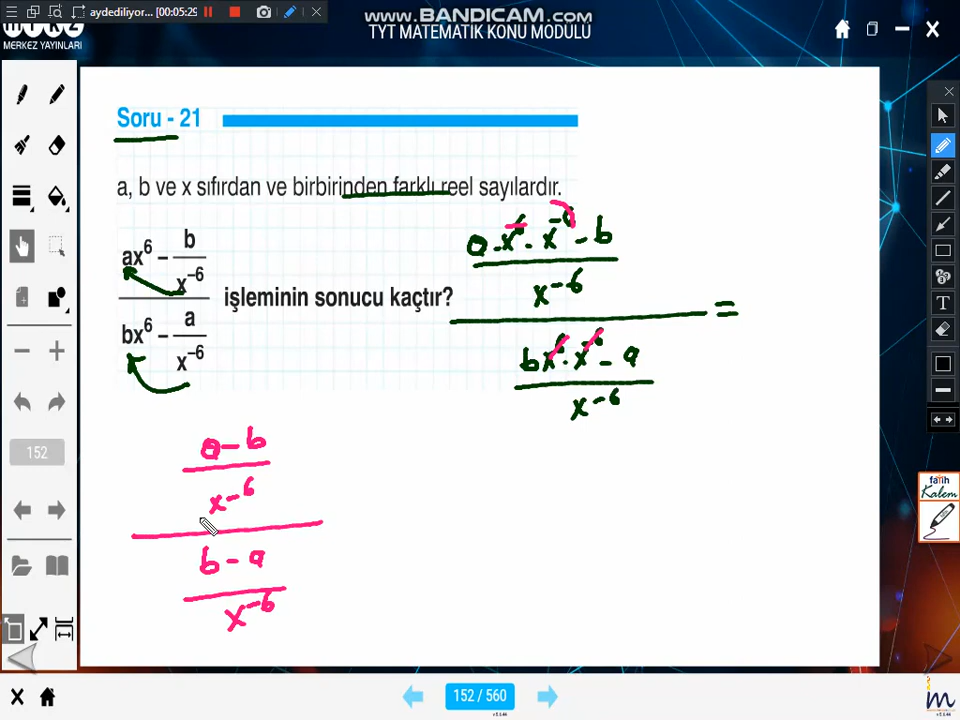 aydediliyor... [00:05:29]
www.BANDICAM.com
MERKEZ YAYINLARI
TYT MATEMATİK KONU MODÜLÜ
Soru - 21
a, b ve x sıfırdan ve birbirinden farklı reel sayılardır.
ax⁶ − b/x⁻⁶
bx⁶ − a/x⁻⁶
işleminin sonucu kaçtır?
a·x⁶·x⁻⁶ − b
x⁻⁶
=
bx⁶·x⁻⁶ − a
x⁻⁶
a − b
x⁻⁶
b − a
x⁻⁶
T
152
fatih
Kalem
152 / 560